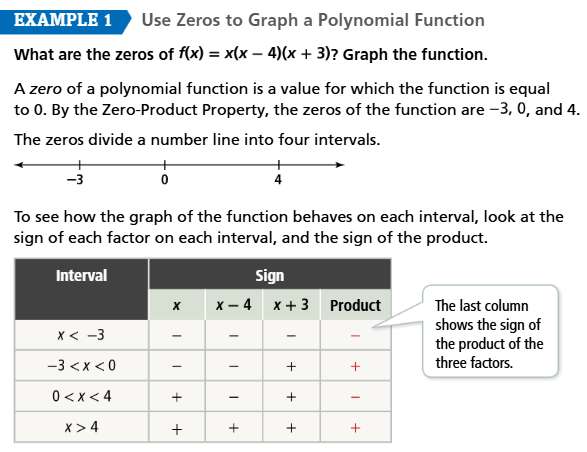 EXAMPLE 1 Use Zeros to Graph a Polynomial Function
What are the zeros of f(x) = x(x − 4)(x + 3)? Graph the function.
A zero of a polynomial function is a value for which the function is equal
to 0. By the Zero-Product Property, the zeros of the function are −3, 0, and 4.
The zeros divide a number line into four intervals.
−3 0 4
To see how the graph of the function behaves on each interval, look at the
sign of each factor on each interval, and the sign of the product.
Interval Sign
x x − 4 x + 3 Product
x < −3 − − − −
−3 < x < 0 − − + +
0 < x < 4 + − + −
x > 4 + + + +
The last column
shows the sign of
the product of the
three factors.